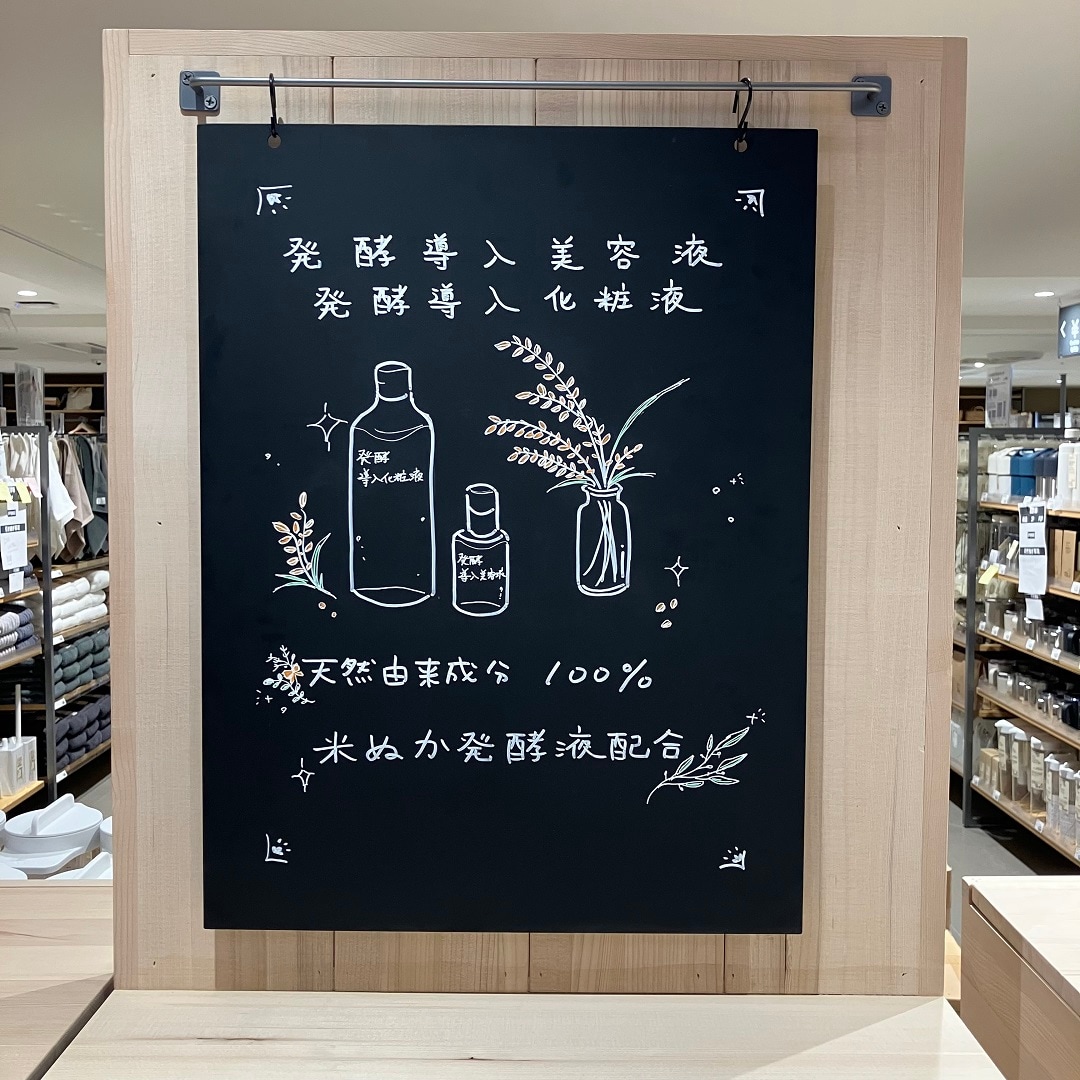 発酵導入美容液
発酵導入化粧液
発酵
導入化粧液
発酵
導入美容液
天然由来成分 100%
米ぬか発酵液配合